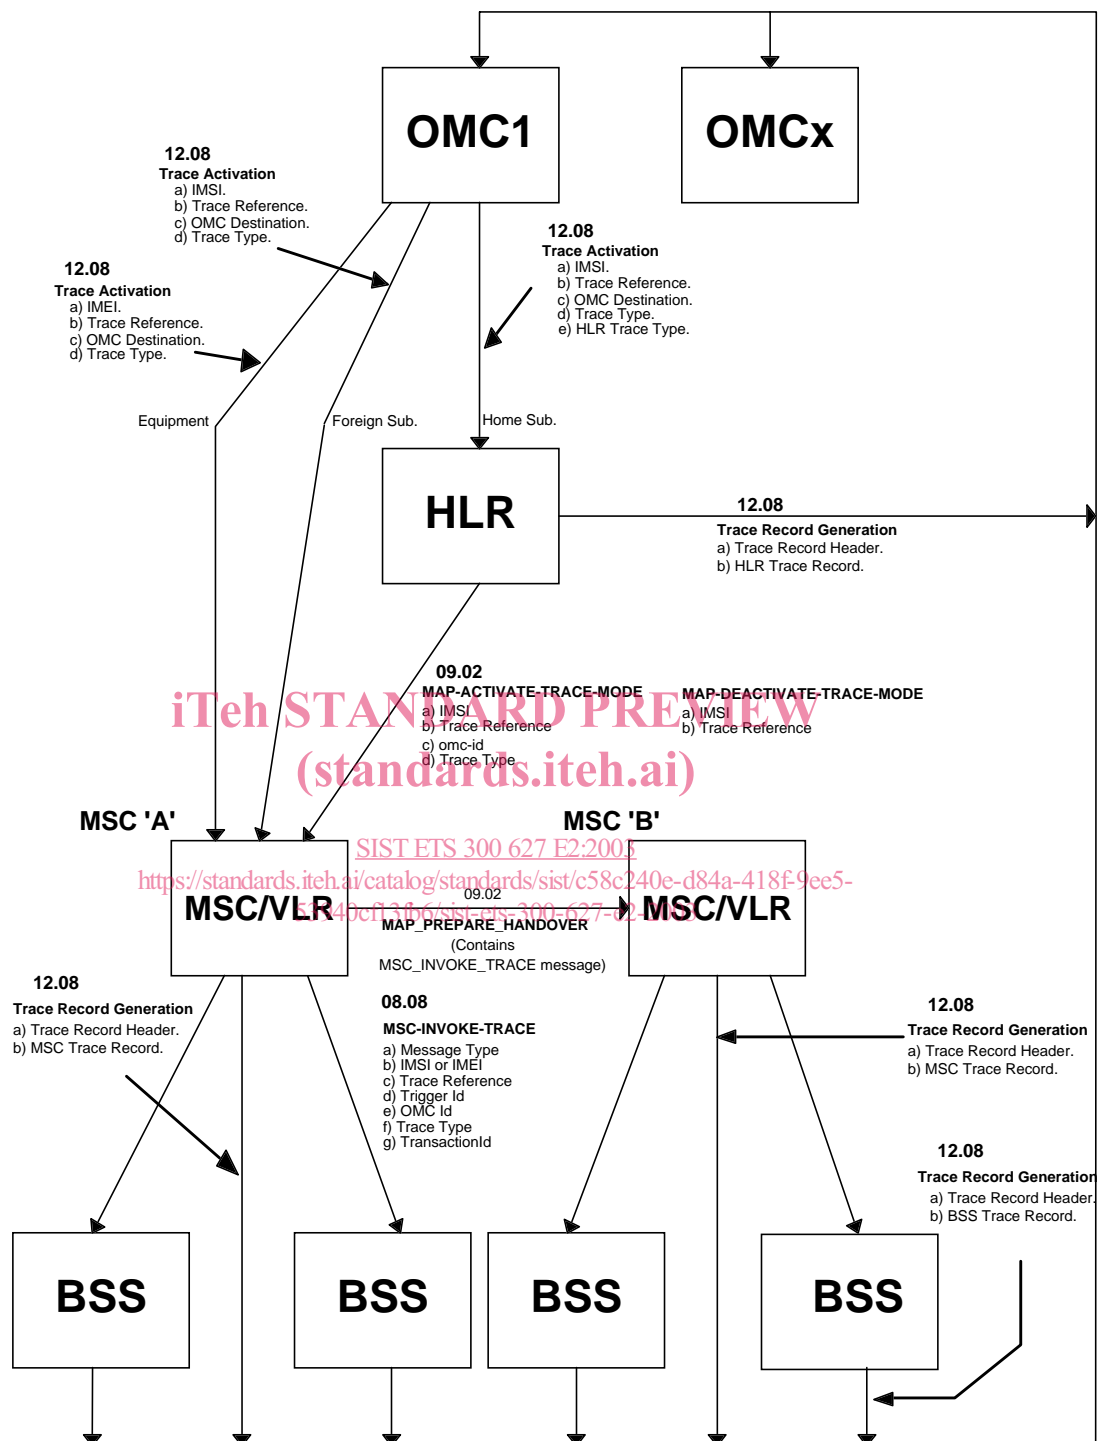 OMC1
OMCx
12.08
Trace Activation
a) IMSI.
b) Trace Reference.
c) OMC Destination.
d) Trace Type.
12.08
Trace Activation
a) IMSI.
b) Trace Reference.
c) OMC Destination.
d) Trace Type.
e) HLR Trace Type.
12.08
Trace Activation
a) IMEI.
b) Trace Reference.
c) OMC Destination.
d) Trace Type.
Equipment
Foreign Sub.
Home Sub.
HLR
12.08
Trace Record Generation
a) Trace Record Header.
b) HLR Trace Record.
09.02
MAP-ACTIVATE-TRACE-MODE
a) IMSI
b) Trace Reference
c) omc-id
d) Trace Type
MAP-DEACTIVATE-TRACE-MODE
a) IMSI
b) Trace Reference
iTeh STANDARD PREVIEW
(standards.iteh.ai)
MSC 'A'
MSC 'B'
SIST ETS 300 627 E2:2003
https://standards.iteh.ai/catalog/standards/sist/c58c240e-d84a-418f-9ee5-
53940cf13fb6/sist-ets-300-627-e2-2003
MSC/VLR
09.02
MAP_PREPARE_HANDOVER
(Contains
MSC_INVOKE_TRACE message)
MSC/VLR
12.08
Trace Record Generation
a) Trace Record Header.
b) MSC Trace Record.
08.08
MSC-INVOKE-TRACE
a) Message Type
b) IMSI or IMEI
c) Trace Reference
d) Trigger Id
e) OMC Id
f) Trace Type
g) TransactionId
12.08
Trace Record Generation
a) Trace Record Header.
b) MSC Trace Record.
12.08
Trace Record Generation
a) Trace Record Header.
b) BSS Trace Record.
BSS
BSS
BSS
BSS